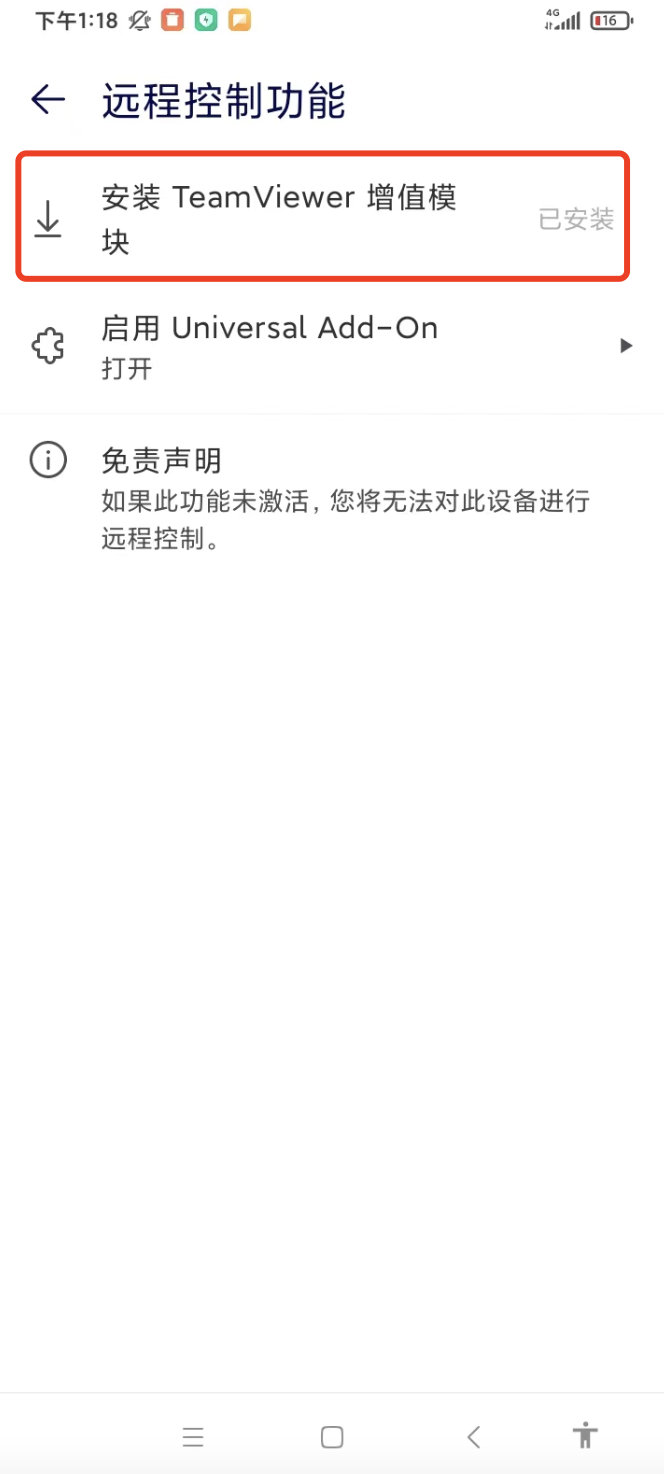 下午1:18
4G
16
远程控制功能
安装 TeamViewer 增值模
块
已安装
启用 Universal Add-On
打开
免责声明
如果此功能未激活, 您将无法对此设备进行
远程控制。